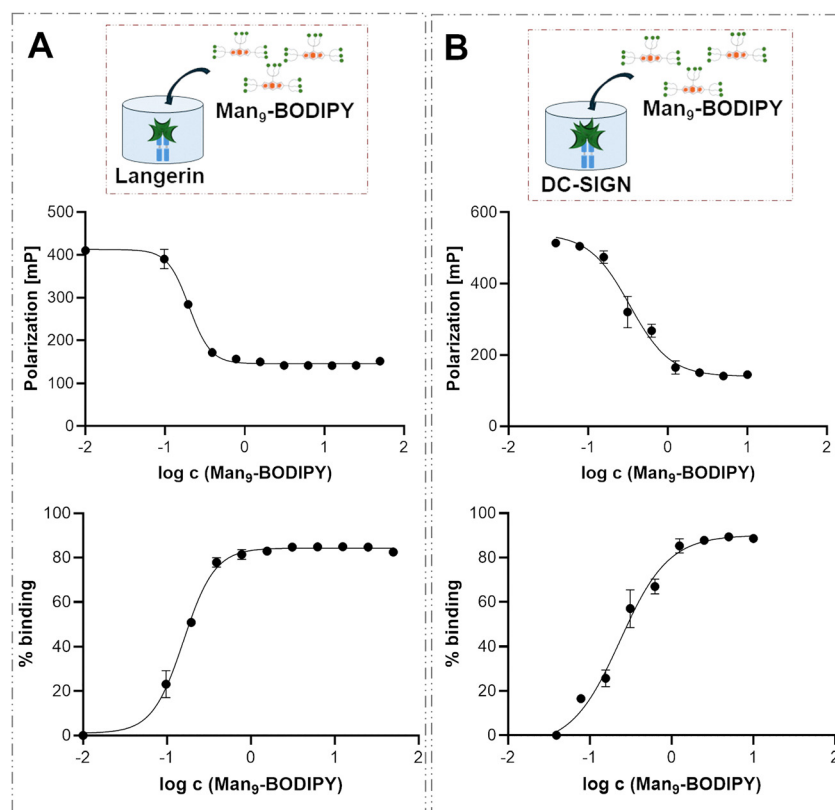 A
Man₉-BODIPY
Langerin
Polarization [mP]
500
400
300
200
100
0
-2 -1 0 1 2
log c (Man₉-BODIPY)
% binding
100
80
60
40
20
0
-2 -1 0 1 2
log c (Man₉-BODIPY)
B
Man₉-BODIPY
DC-SIGN
Polarization [mP]
600
400
200
0
-2 -1 0 1 2
log c (Man₉-BODIPY)
% binding
100
80
60
40
20
0
-2 -1 0 1 2
log c (Man₉-BODIPY)